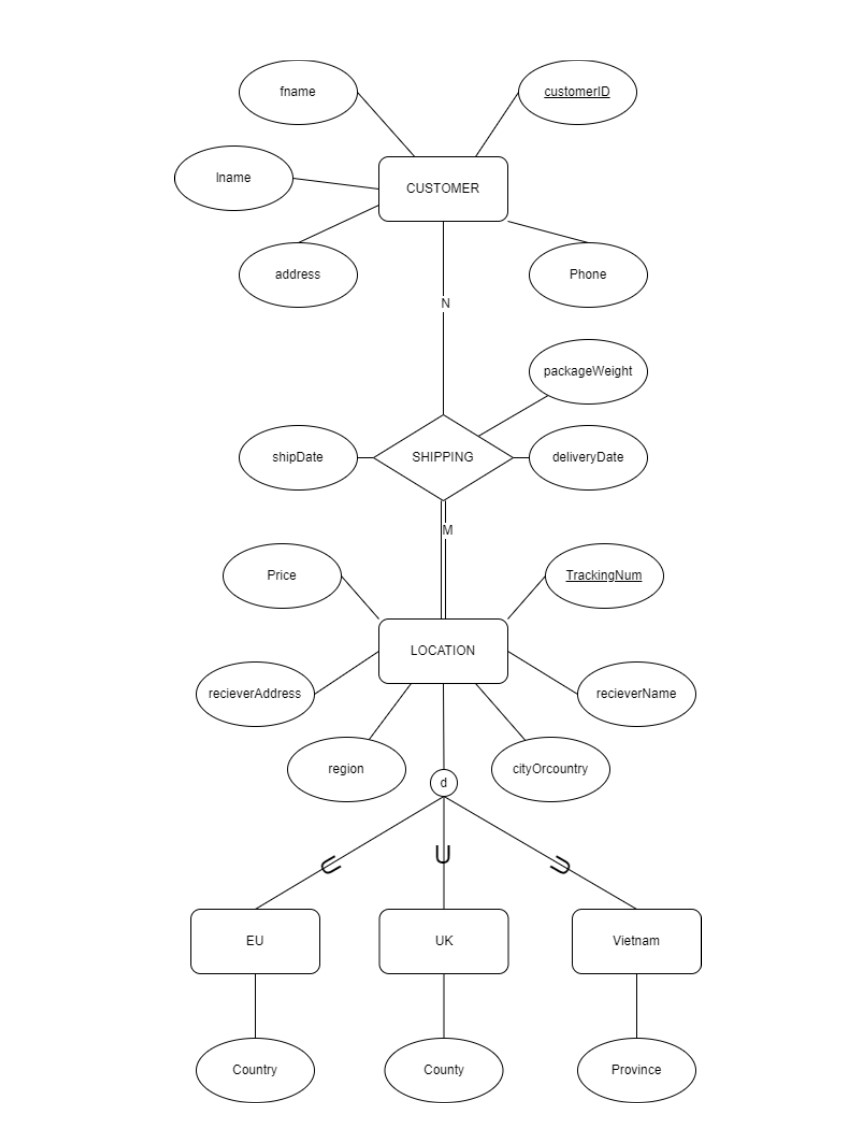 fname
customerID
lname
CUSTOMER
address
Phone
N
packageWeight
shipDate
SHIPPING
deliveryDate
M
Price
TrackingNum
LOCATION
recieverAddress
recieverName
region
cityOrcountry
d
U
U
U
EU
UK
Vietnam
Country
County
Province